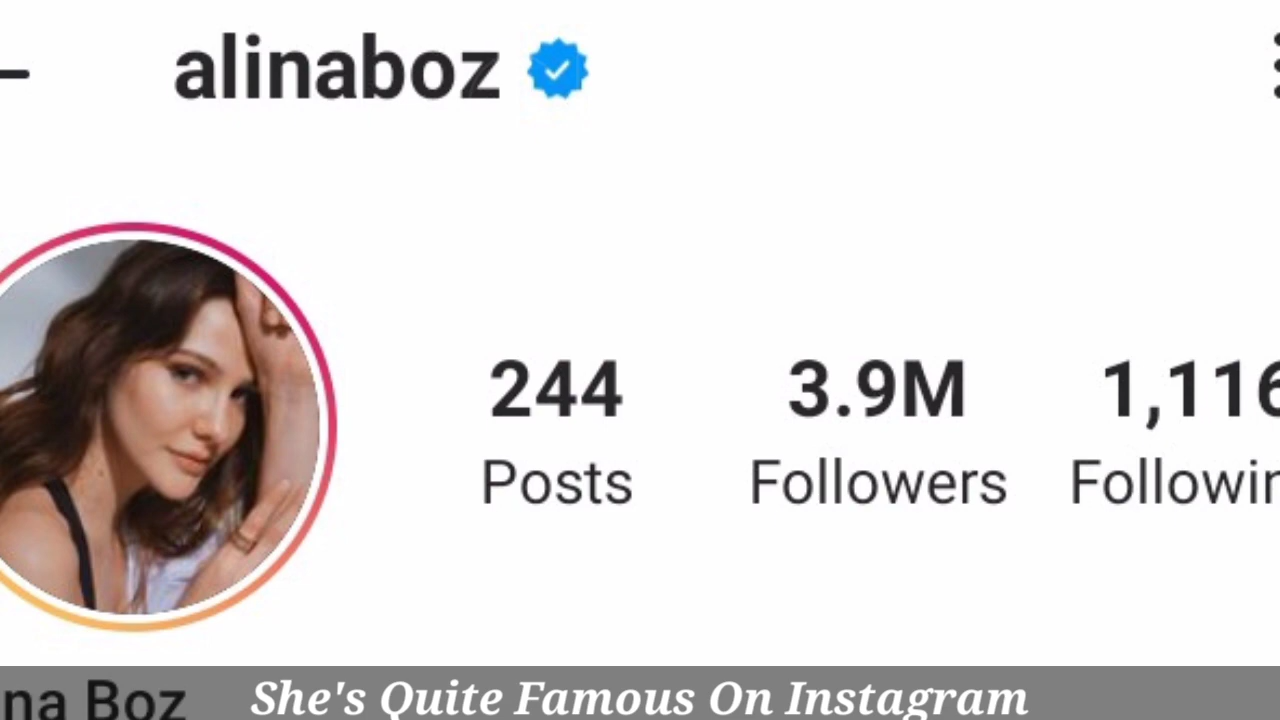 alinaboz
244 3.9M 1,116
Posts Followers Followin
na Boz
She's Quite Famous On Instagram